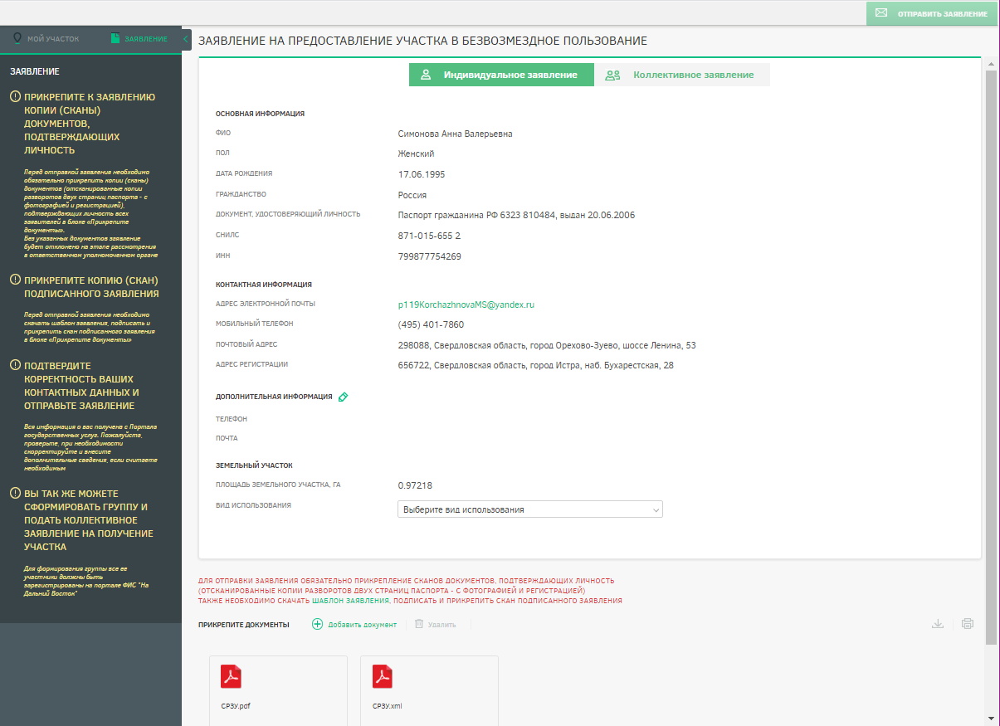 ОТПРАВИТЬ ЗАЯВЛЕНИЕ
МОЙ УЧАСТОК
ЗАЯВЛЕНИЕ
ЗАЯВЛЕНИЕ НА ПРЕДОСТАВЛЕНИЕ УЧАСТКА В БЕЗВОЗМЕЗДНОЕ ПОЛЬЗОВАНИЕ
ЗАЯВЛЕНИЕ
ПРИКРЕПИТЕ К ЗАЯВЛЕНИЮ
КОПИИ (СКАНЫ)
ДОКУМЕНТОВ,
ПОДТВЕРЖДАЮЩИХ
ЛИЧНОСТЬ
Перед отправкой заявления необходимо
обязательно прикрепить копии (сканы)
документов (отсканированные копии
разворотов двух страниц паспорта - с
фотографией и регистрацией),
подтверждающих личность всех
заявителей в блоке «Прикрепите
документы».
Без указанных документов заявление
будет отклонено на этапе рассмотрения
в ответственном уполномоченном органе
ПРИКРЕПИТЕ КОПИЮ (СКАН)
ПОДПИСАННОГО ЗАЯВЛЕНИЯ
Перед отправкой заявления необходимо
скачать шаблон заявления, подписать и
прикрепить скан подписанного заявления
в блоке «Прикрепите документы»
ПОДТВЕРДИТЕ
КОРРЕКТНОСТЬ ВАШИХ
КОНТАКТНЫХ ДАННЫХ И
ОТПРАВЬТЕ ЗАЯВЛЕНИЕ
Вся информация о вас получена с Портала
государственных услуг. Пожалуйста,
проверьте, при необходимости
скорректируйте и внесите
дополнительные сведения, если считаете
необходимым
ВЫ ТАК ЖЕ МОЖЕТЕ
СФОРМИРОВАТЬ ГРУППУ И
ПОДАТЬ КОЛЛЕКТИВНОЕ
ЗАЯВЛЕНИЕ НА ПОЛУЧЕНИЕ
УЧАСТКА
Для формирования группы все ее
участники должны быть
зарегистрированы на портале ФИС "На
Дальний Восток"
Индивидуальное заявление
Коллективное заявление
ОСНОВНАЯ ИНФОРМАЦИЯ
ФИО Симонова Анна Валерьевна
ПОЛ Женский
ДАТА РОЖДЕНИЯ 17.06.1995
ГРАЖДАНСТВО Россия
ДОКУМЕНТ, УДОСТОВЕРЯЮЩИЙ ЛИЧНОСТЬ Паспорт гражданина РФ 6323 810484, выдан 20.06.2006
СНИЛС 871-015-655 2
ИНН 799877754269
КОНТАКТНАЯ ИНФОРМАЦИЯ
АДРЕС ЭЛЕКТРОННОЙ ПОЧТЫ p119KorchazhnovaMS@yandex.ru
МОБИЛЬНЫЙ ТЕЛЕФОН (495) 401-7860
ПОЧТОВЫЙ АДРЕС 298088, Свердловская область, город Орехово-Зуево, шоссе Ленина, 53
АДРЕС РЕГИСТРАЦИИ 656722, Свердловская область, город Истра, наб. Бухарестская, 28
ДОПОЛНИТЕЛЬНАЯ ИНФОРМАЦИЯ
ТЕЛЕФОН
ПОЧТА
ЗЕМЕЛЬНЫЙ УЧАСТОК
ПЛОЩАДЬ ЗЕМЕЛЬНОГО УЧАСТКА, ГА 0.97218
ВИД ИСПОЛЬЗОВАНИЯ Выберите вид использования
ДЛЯ ОТПРАВКИ ЗАЯВЛЕНИЯ ОБЯЗАТЕЛЬНО ПРИКРЕПЛЕНИЕ СКАНОВ ДОКУМЕНТОВ, ПОДТВЕРЖДАЮЩИХ ЛИЧНОСТЬ
(ОТСКАНИРОВАННЫЕ КОПИИ РАЗВОРОТОВ ДВУХ СТРАНИЦ ПАСПОРТА - С ФОТОГРАФИЕЙ И РЕГИСТРАЦИЕЙ)
ТАКЖЕ НЕОБХОДИМО СКАЧАТЬ ШАБЛОН ЗАЯВЛЕНИЯ, ПОДПИСАТЬ И ПРИКРЕПИТЬ СКАН ПОДПИСАННОГО ЗАЯВЛЕНИЯ
ПРИКРЕПИТЕ ДОКУМЕНТЫ
Добавить документ
Удалить
СРЗУ.pdf
СРЗУ.xml